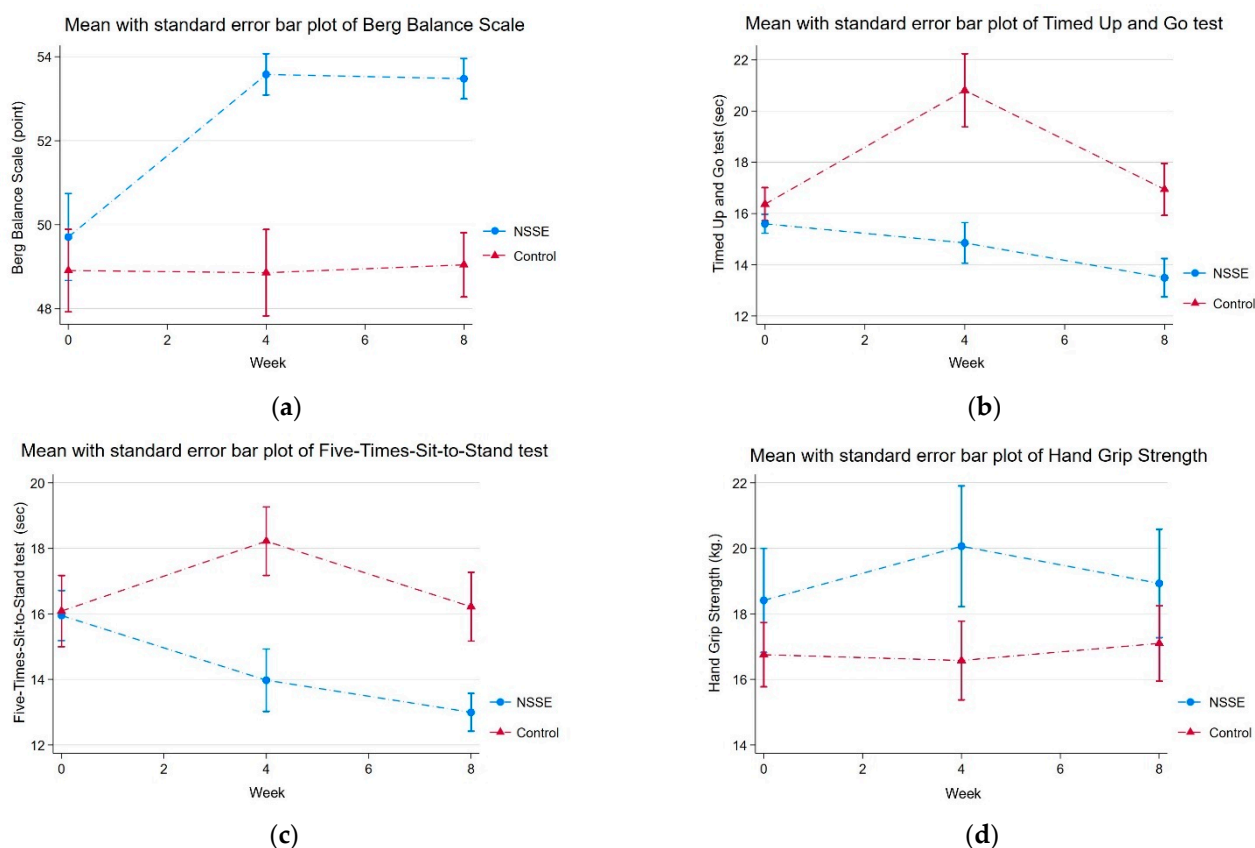 Mean with standard error bar plot of Berg Balance Scale
54
52
50
48
Berg Balance Scale (point)
0 2 4 6 8
Week
NSSE
Control
(a)
Mean with standard error bar plot of Timed Up and Go test
22
20
18
16
14
12
Timed Up and Go test (sec)
0 2 4 6 8
Week
NSSE
Control
(b)
Mean with standard error bar plot of Five-Times-Sit-to-Stand test
20
18
16
14
12
Five-Times-Sit-to-Stand test (sec)
0 2 4 6 8
Week
NSSE
Control
(c)
Mean with standard error bar plot of Hand Grip Strength
22
20
18
16
14
Hand Grip Strength (kg.)
0 2 4 6 8
Week
NSSE
Control
(d)